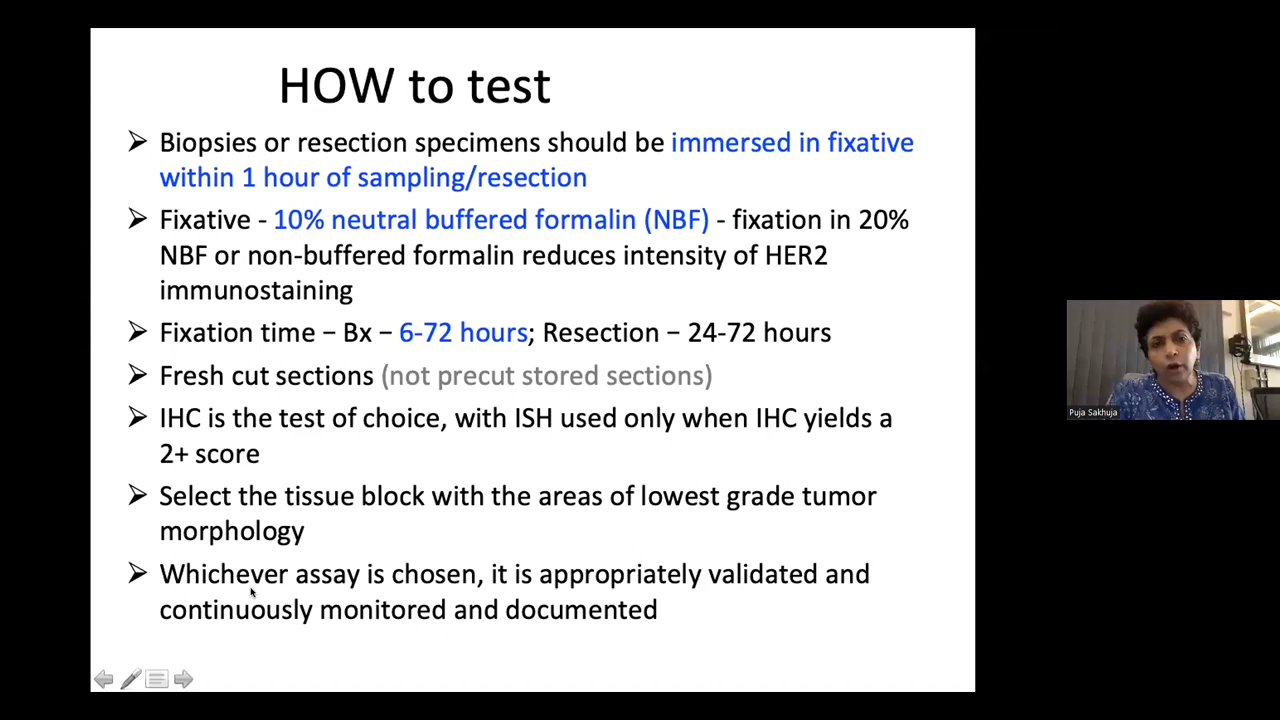 HOW to test
➢ Biopsies or resection specimens should be immersed in fixative
within 1 hour of sampling/resection
➢ Fixative - 10% neutral buffered formalin (NBF) - fixation in 20%
NBF or non-buffered formalin reduces intensity of HER2
immunostaining
➢ Fixation time – Bx – 6-72 hours; Resection – 24-72 hours
➢ Fresh cut sections (not precut stored sections)
➢ IHC is the test of choice, with ISH used only when IHC yields a
2+ score
➢ Select the tissue block with the areas of lowest grade tumor
morphology
➢ Whichever assay is chosen, it is appropriately validated and
continuously monitored and documented
Puja Sakhuja